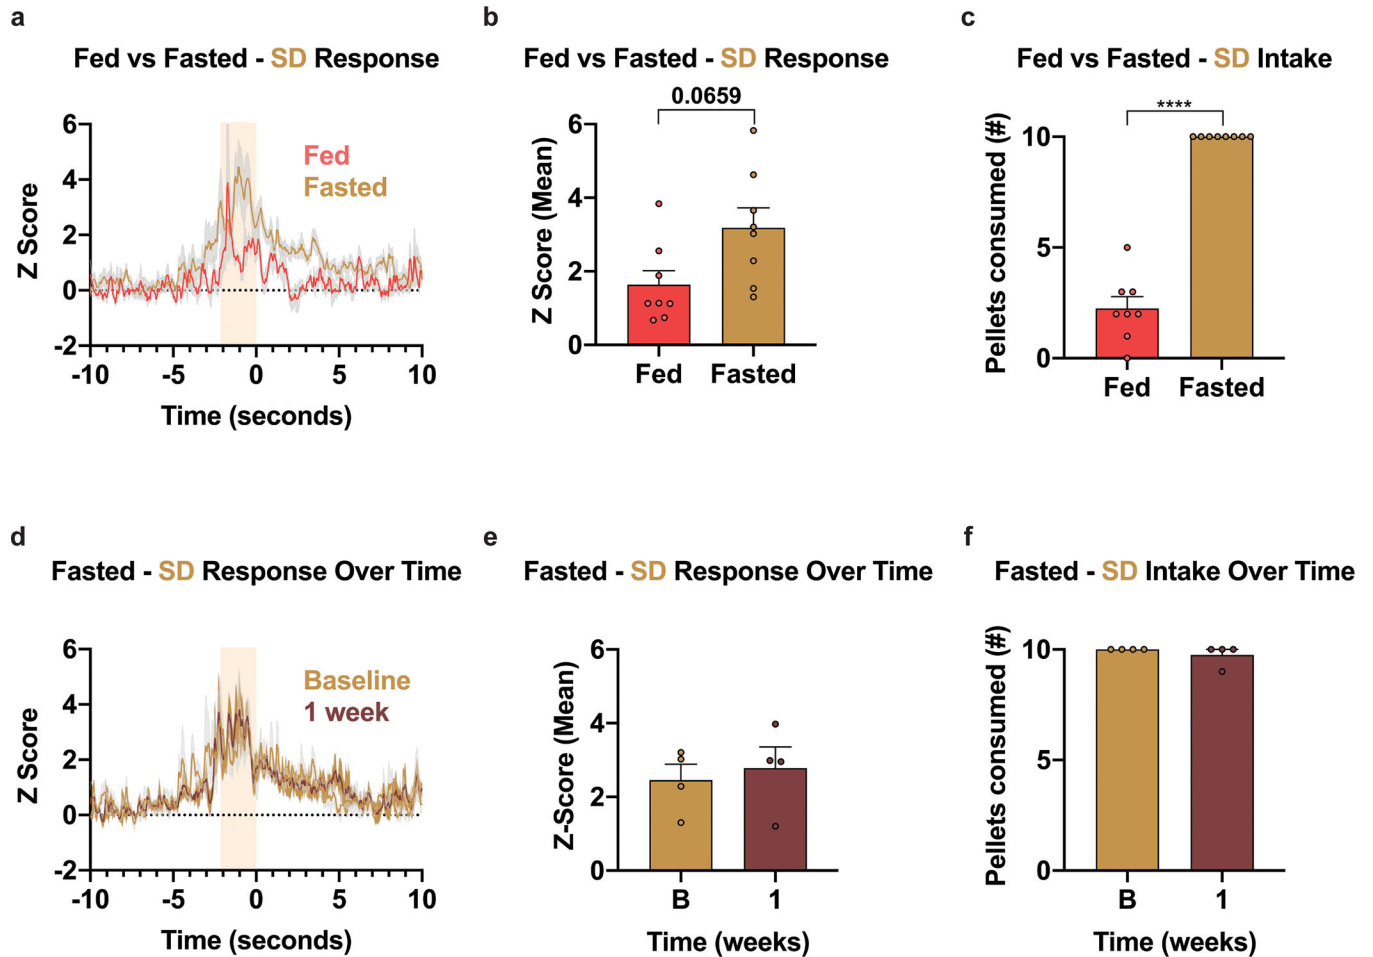 a
Fed vs Fasted - SD Response
6
4
2
0
-2
Z Score
Fed
Fasted
-10
-5
0
5
10
Time (seconds)
b
Fed vs Fasted - SD Response
0.0659
6
4
2
0
Z Score (Mean)
Fed
Fasted
c
Fed vs Fasted - SD Intake
****
10
5
0
Pellets consumed (#)
Fed
Fasted
d
Fasted - SD Response Over Time
6
4
2
0
-2
Z Score
Baseline
1 week
-10
-5
0
5
10
Time (seconds)
e
Fasted - SD Response Over Time
6
4
2
0
Z-Score (Mean)
B
1
Time (weeks)
f
Fasted - SD Intake Over Time
10
5
0
Pellets consumed (#)
B
1
Time (weeks)